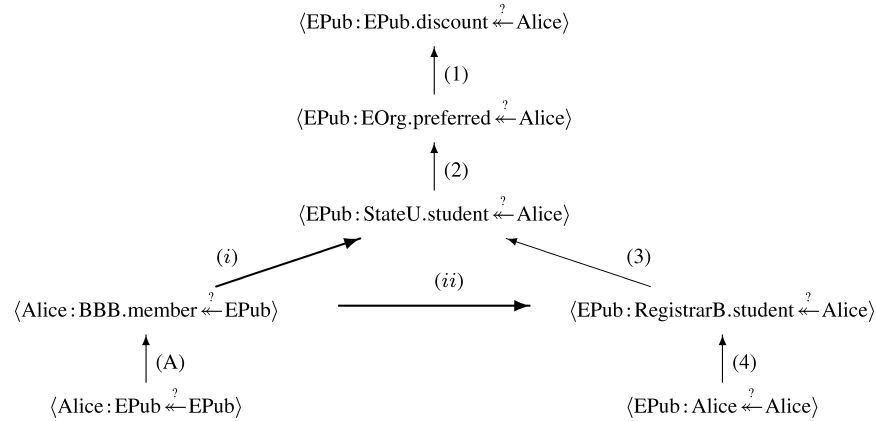 ⟨EPub : EPub.discount ↞? Alice⟩
(1)
⟨EPub : EOrg.preferred ↞? Alice⟩
(2)
⟨EPub : StateU.student ↞? Alice⟩
(i) (3)
(ii)
⟨Alice : BBB.member ↞? EPub⟩ ⟨EPub : RegistrarB.student ↞? Alice⟩
(A) (4)
⟨Alice : EPub ↞? EPub⟩ ⟨EPub : Alice ↞? Alice⟩